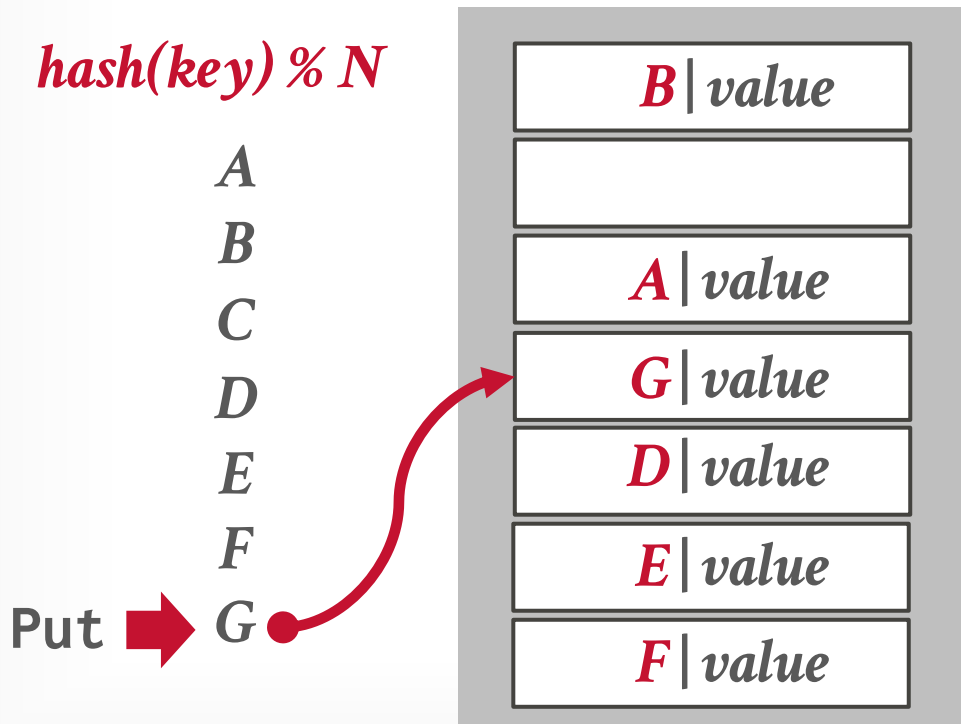 hash(key) % N
A
B
C
D
E
F
Put G
B|value
A|value
G|value
D|value
E|value
F|value